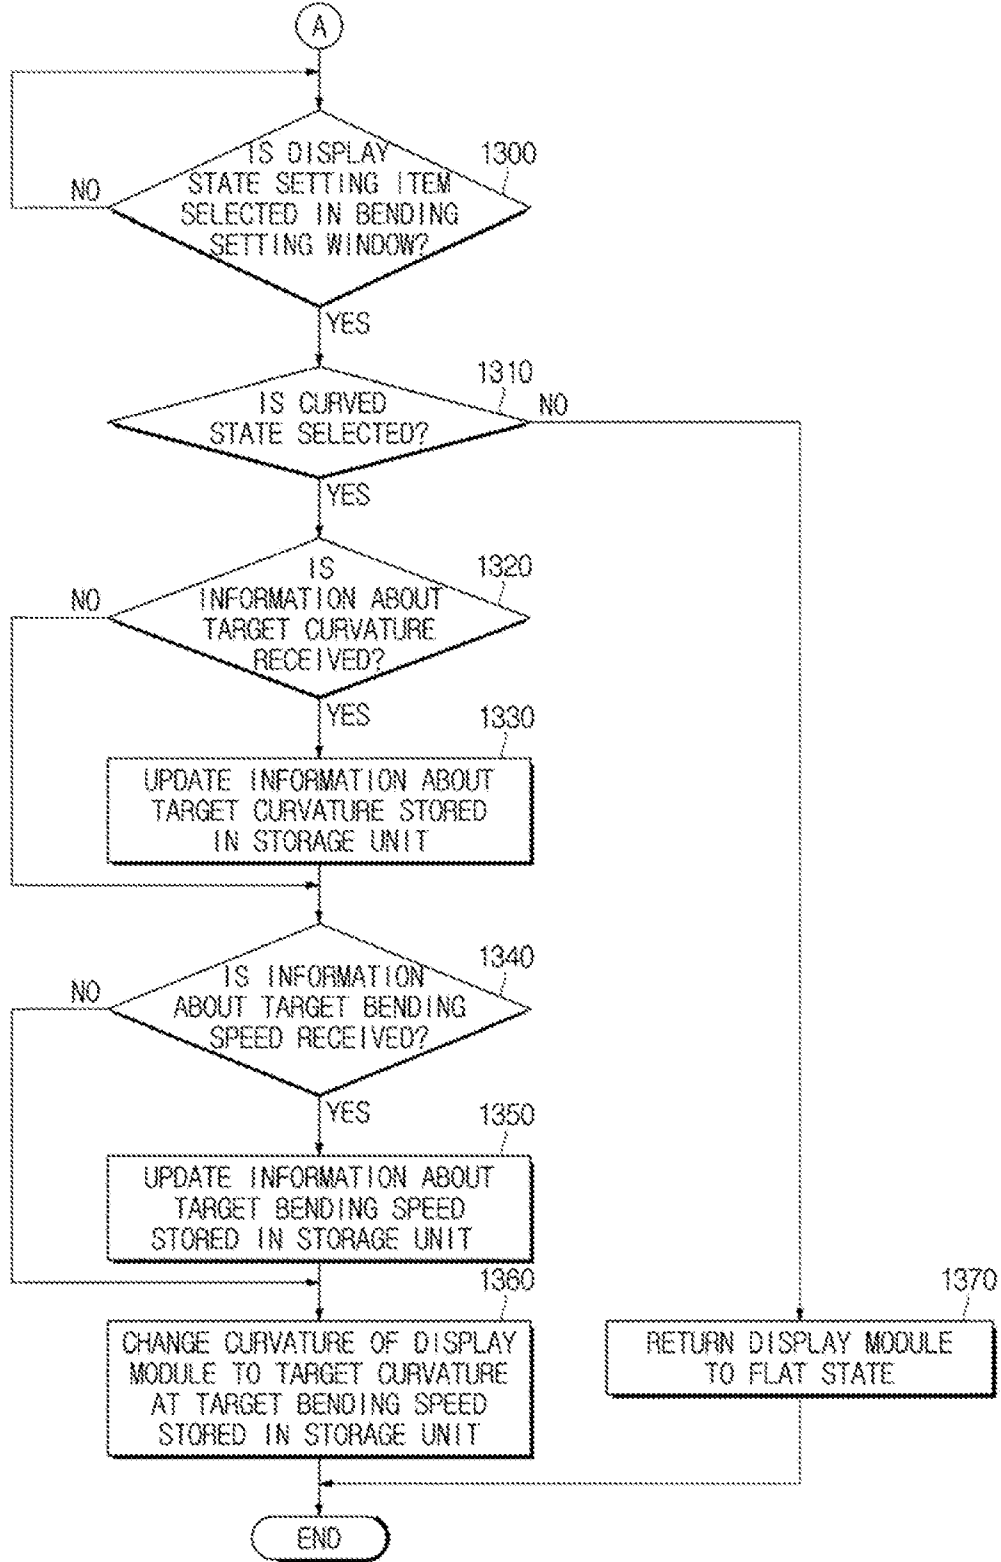 A
IS DISPLAY
STATE SETTING ITEM
SELECTED IN BENDING
SETTING WINDOW?
1300
NO
YES
IS CURVED
STATE SELECTED?
1310
NO
YES
IS
INFORMATION ABOUT
TARGET CURVATURE
RECEIVED?
1320
NO
YES
1330
UPDATE INFORMATION ABOUT
TARGET CURVATURE STORED
IN STORAGE UNIT
IS INFORMATION
ABOUT TARGET BENDING
SPEED RECEIVED?
1340
NO
YES
1350
UPDATE INFORMATION ABOUT
TARGET BENDING SPEED
STORED IN STORAGE UNIT
1360
CHANGE CURVATURE OF DISPLAY
MODULE TO TARGET CURVATURE
AT TARGET BENDING SPEED
STORED IN STORAGE UNIT
1370
RETURN DISPLAY MODULE
TO FLAT STATE
END